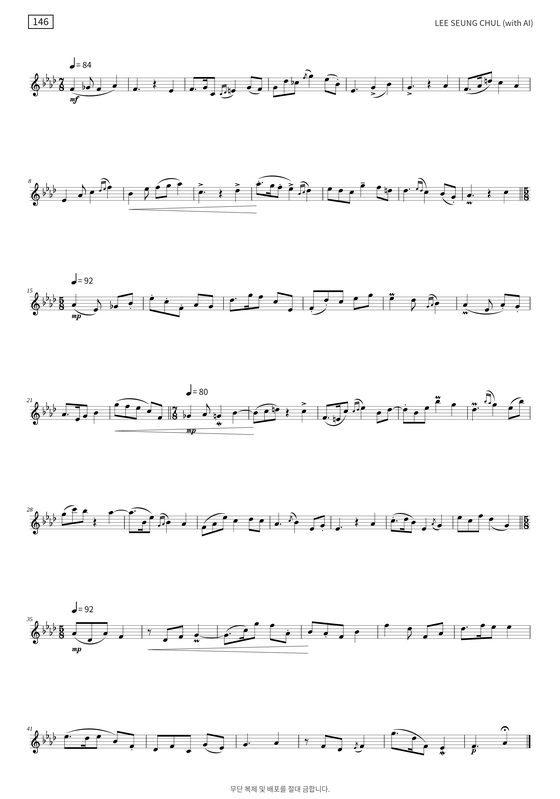 146
LEE SEUNG CHUL (with AI)
= 84
mf
8
15
= 92
mp
21
= 80
mp
28
35
= 92
mp
41
p
무단 복제 및 배포를 절대 금합니다.